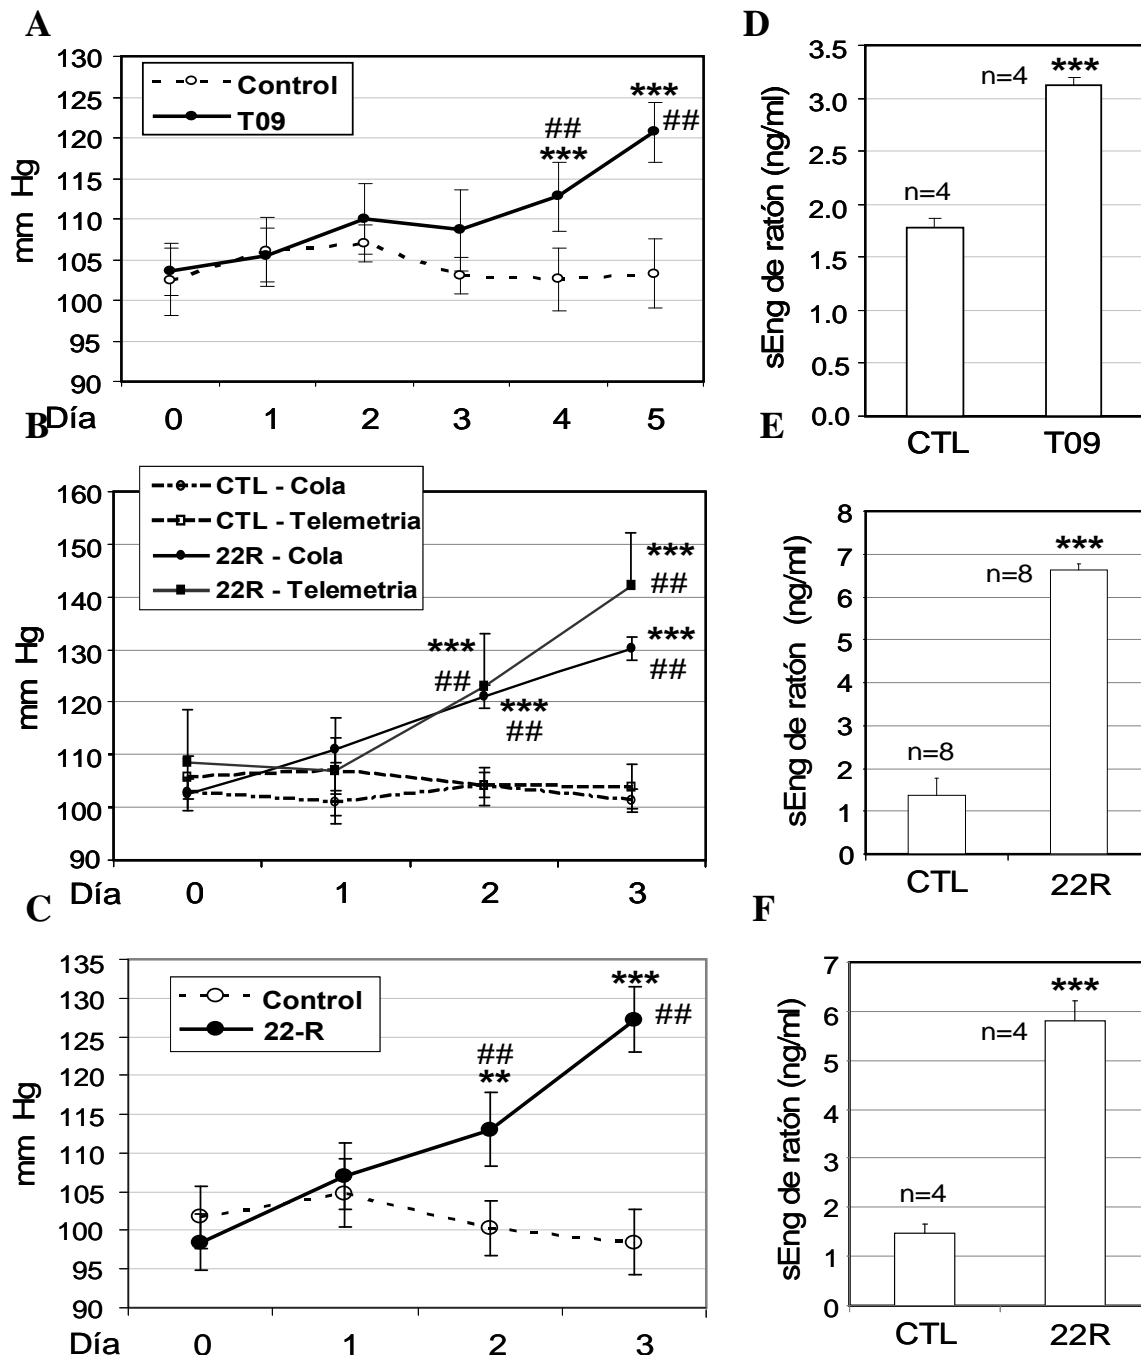 A
130
125
120
115
110
105
100
95
90
mm Hg
Control
T09
***
##
##
***
Día
0 1 2 3 4 5
B
160
150
140
130
120
110
100
90
mm Hg
CTL - Cola
CTL - Telemetria
22R - Cola
22R - Telemetria
***
##
***
##
***
##
***
##
Día
0 1 2 3
C
135
130
125
120
115
110
105
100
95
90
mm Hg
Control
22-R
***
##
##
**
Día
0 1 2 3
D
3.5
3.0
2.5
2.0
1.5
1.0
0.5
0.0
sEng de ratón (ng/ml)
n=4
***
n=4
CTL T09
E
8
7
6
5
4
3
2
1
0
sEng de ratón (ng/ml)
***
n=8
n=8
CTL 22R
F
7
6
5
4
3
2
1
0
sEng de ratón (ng/ml)
***
n=4
n=4
CTL 22R